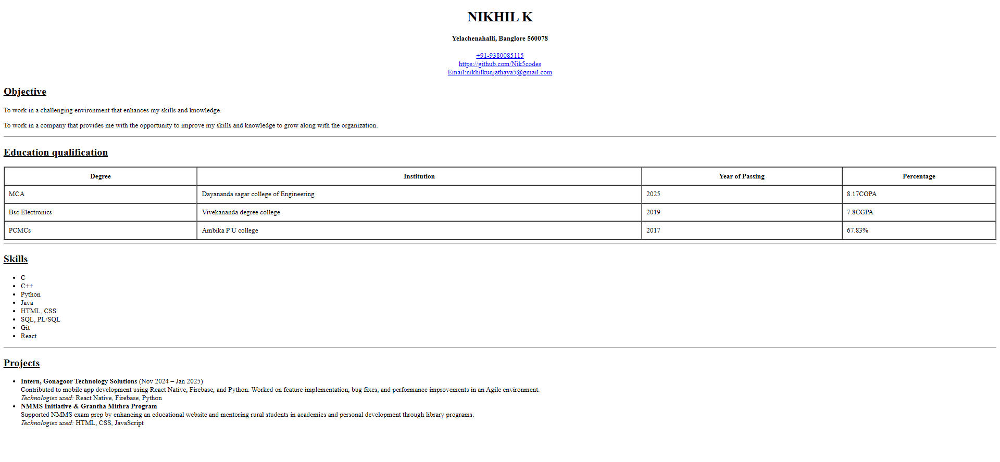 NIKHIL K
Yelachenahalli, Banglore 560078
+91-9380085115
https://github.com/Nik5codes
Email:nikhilkunjathaya5@gmail.com
Objective
To work in a challenging environment that enhances my skills and knowledge.
To work in a company that provides me with the opportunity to improve my skills and knowledge to grow along with the organization.
Education qualification
Degree Institution Year of Passing Percentage
MCA Dayananda sagar college of Engineering 2025 8.17CGPA
Bsc Electronics Vivekananda degree college 2019 7.8CGPA
PCMCs Ambika P U college 2017 67.83%
Skills
• C
• C++
• Python
• Java
• HTML, CSS
• SQL, PL/SQL
• Git
• React
Projects
• Intern, Gonagoor Technology Solutions (Nov 2024 – Jan 2025)
Contributed to mobile app development using React Native, Firebase, and Python. Worked on feature implementation, bug fixes, and performance improvements in an Agile environment.
Technologies used: React Native, Firebase, Python
• NMMS Initiative & Grantha Mithra Program
Supported NMMS exam prep by enhancing an educational website and mentoring rural students in academics and personal development through library programs.
Technologies used: HTML, CSS, JavaScript